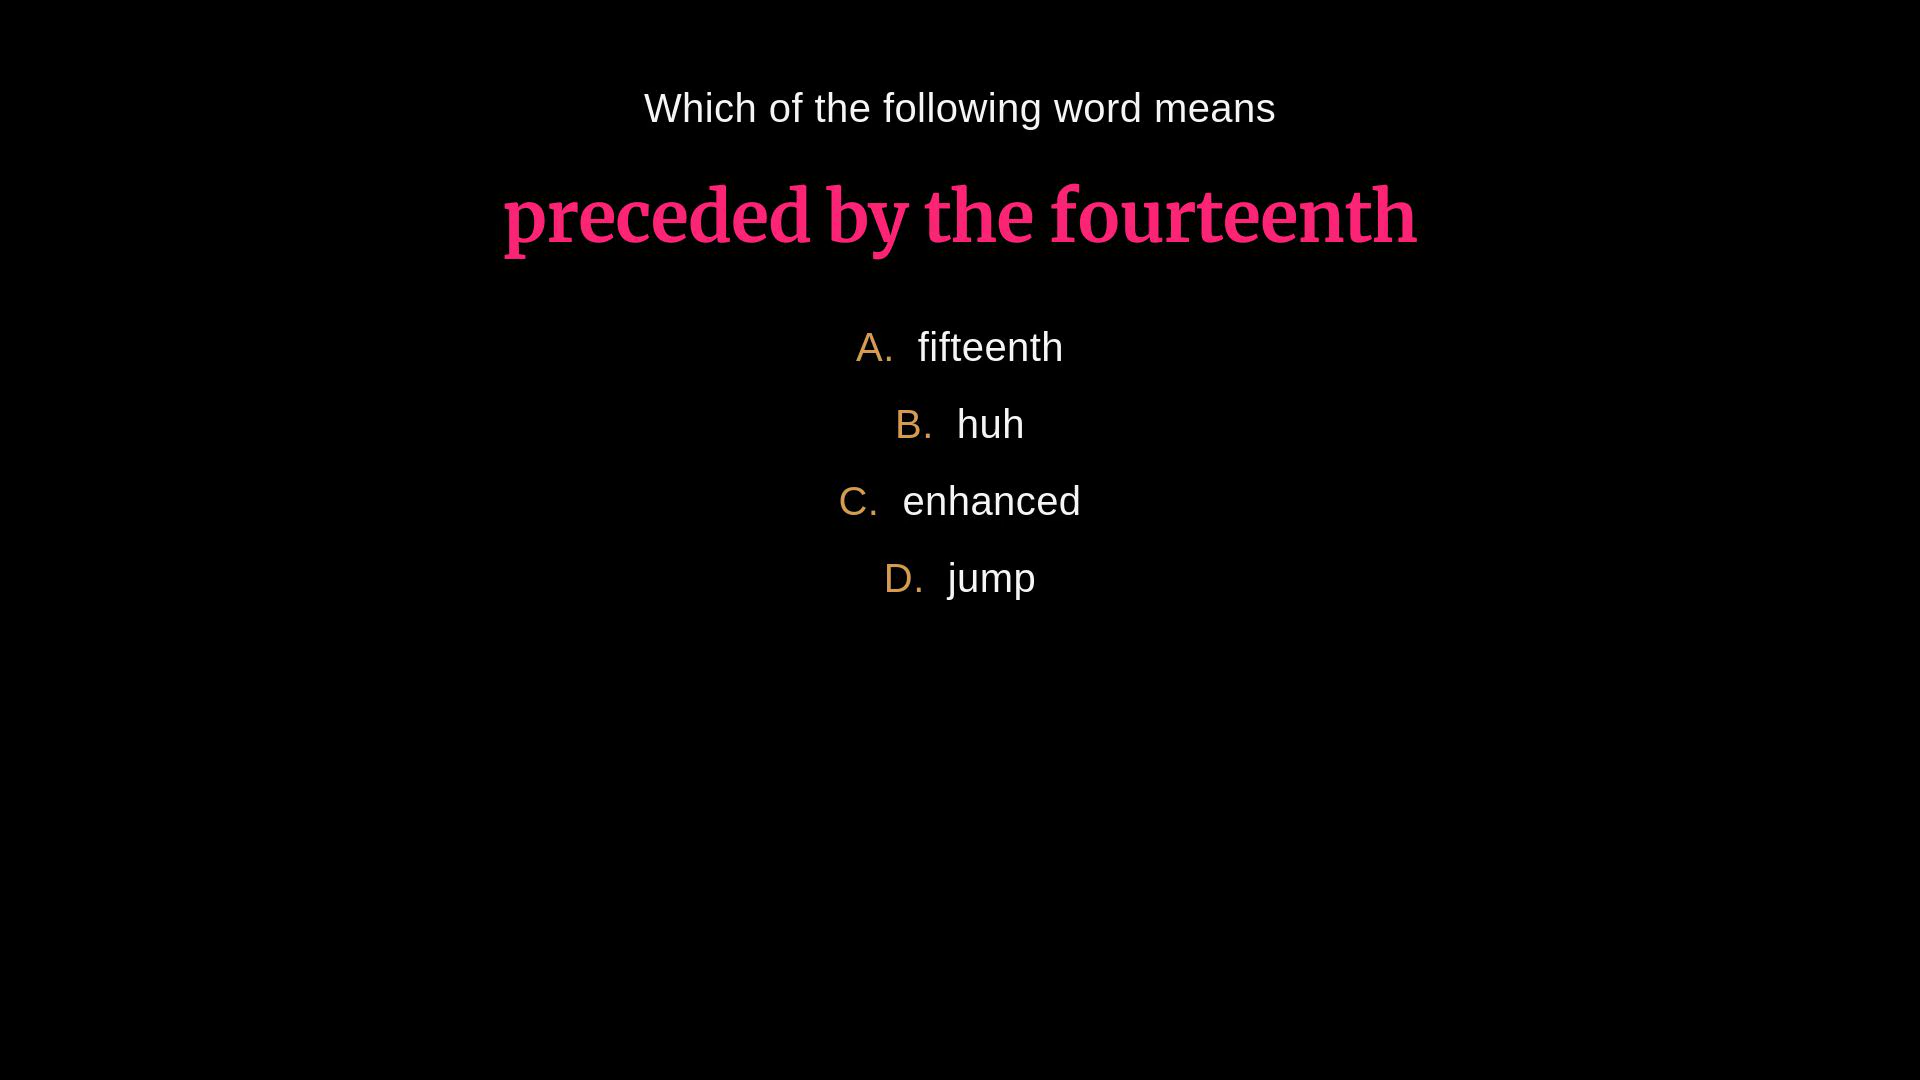 Which of the following word means
preceded by the fourteenth
A. fifteenth
B. huh
C. enhanced
D. jump